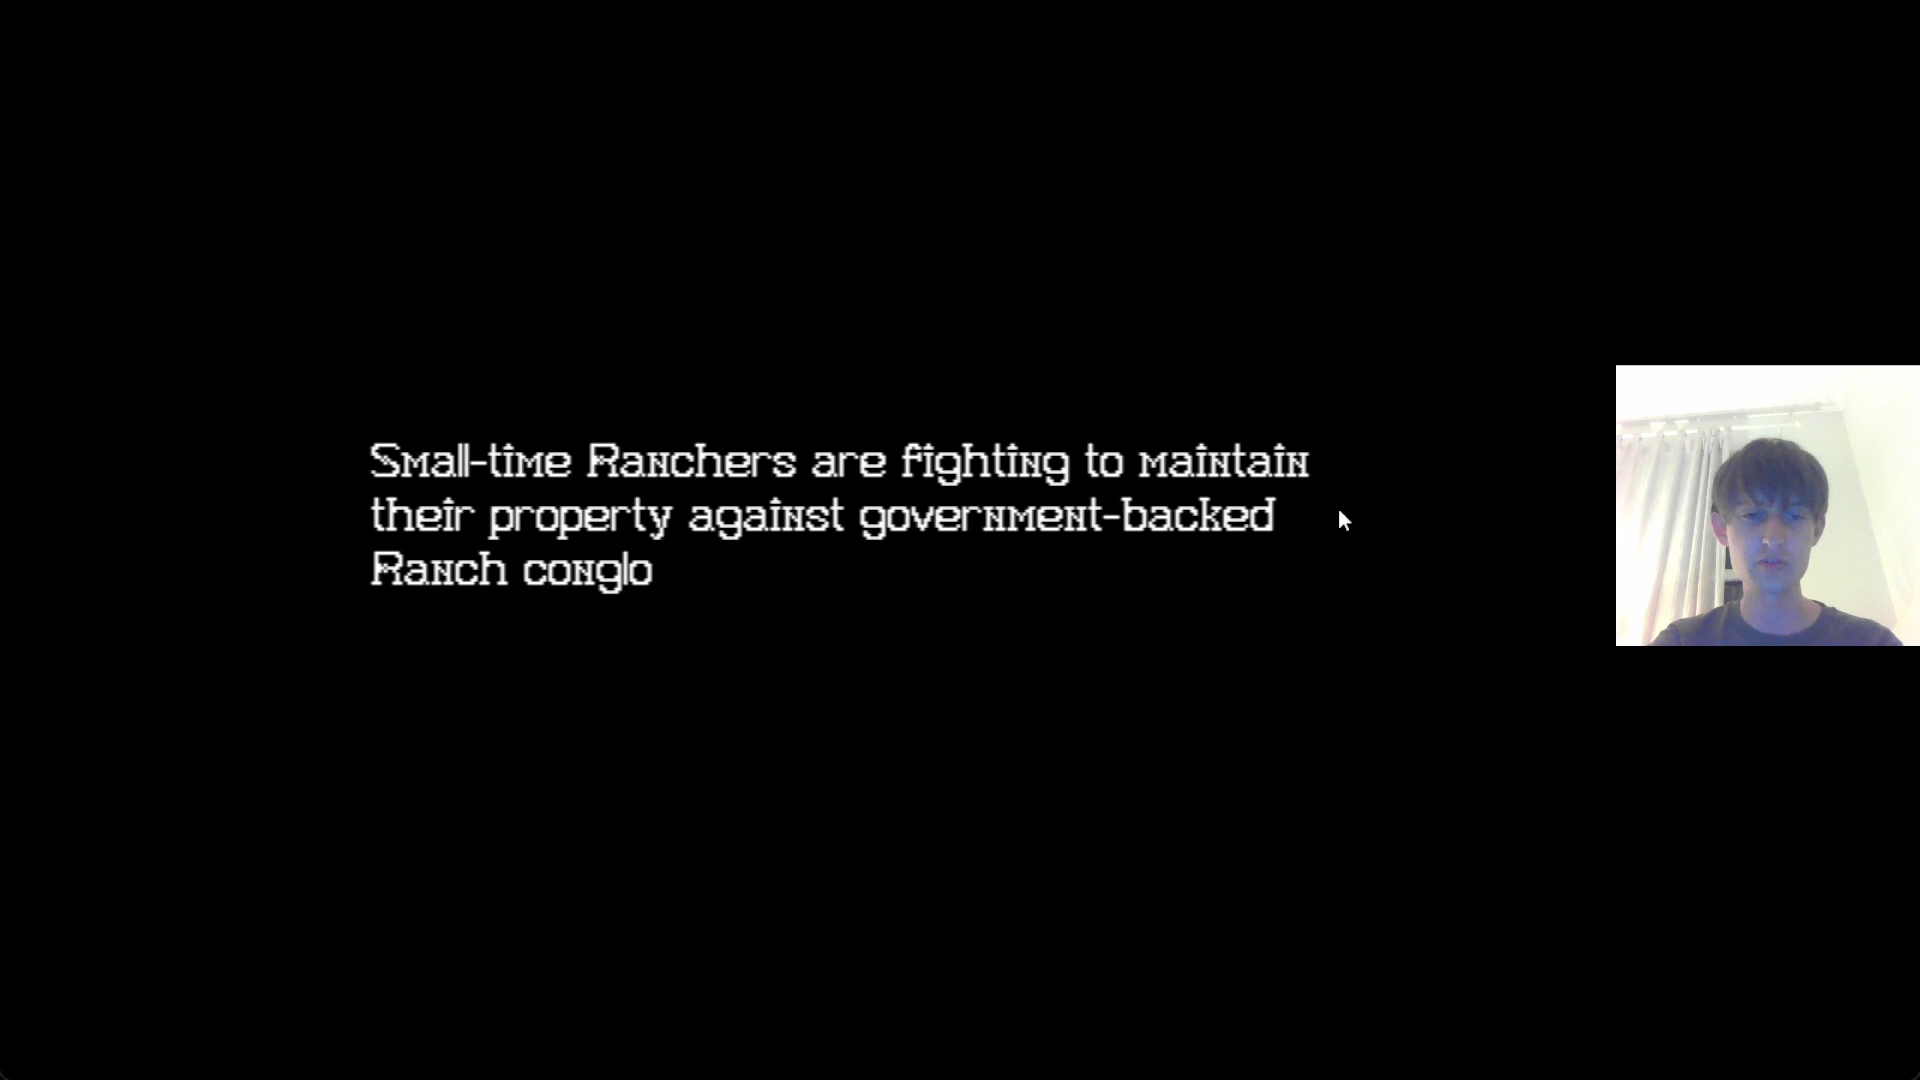 Small-time Ranchers are fighting to maintain
their property against government-backed
Ranch conglo